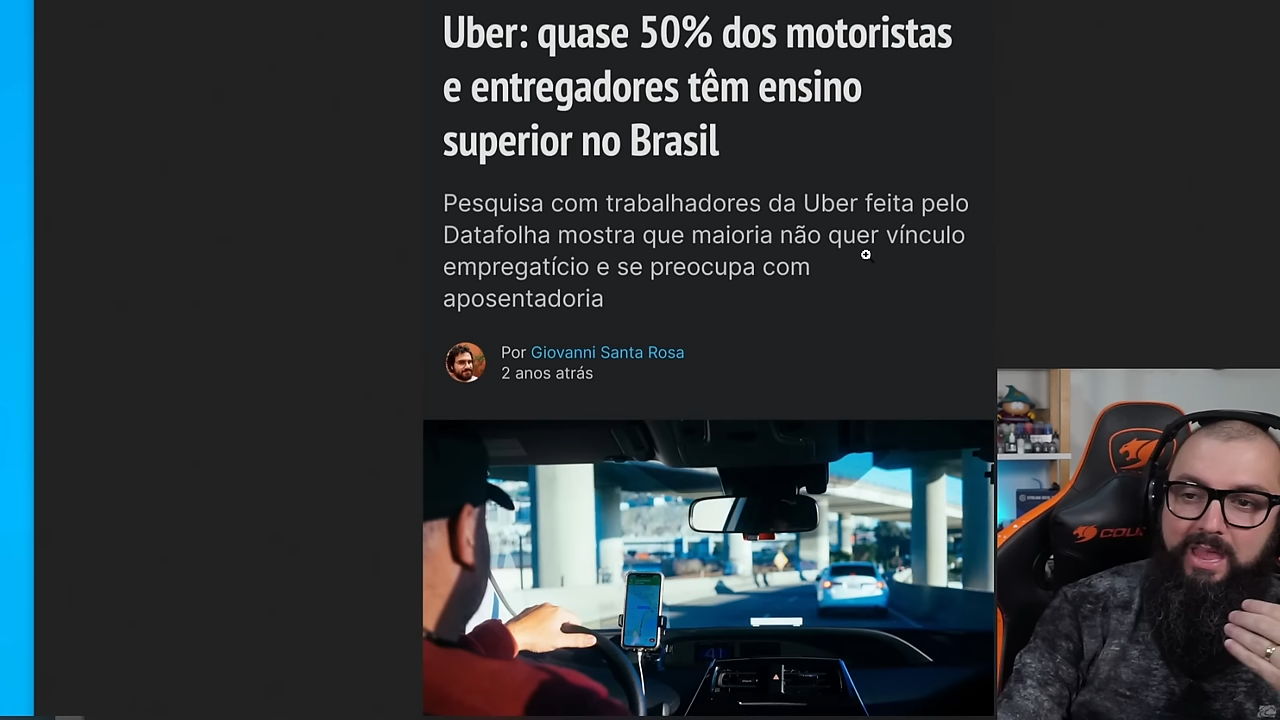 Uber: quase 50% dos motoristas
e entregadores têm ensino
superior no Brasil
Pesquisa com trabalhadores da Uber feita pelo
Datafolha mostra que maioria não quer vínculo
empregatício e se preocupa com
aposentadoria
Por Giovanni Santa Rosa
2 anos atrás